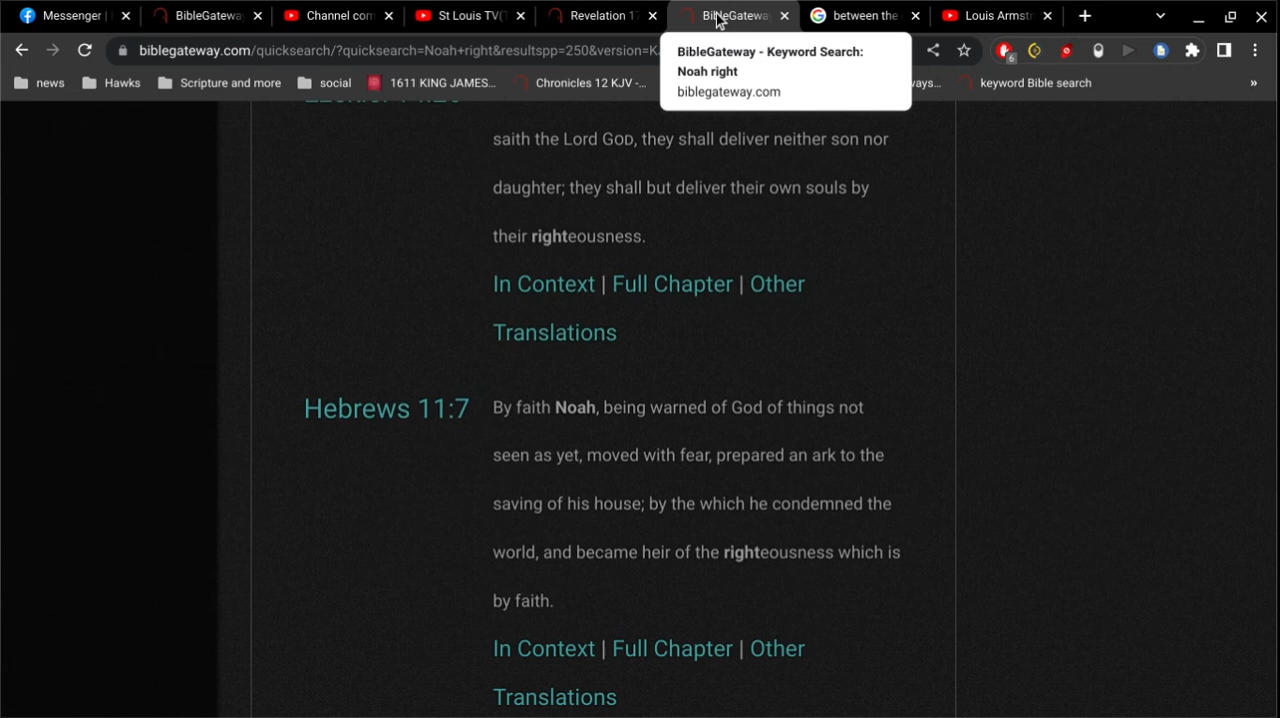 Messenger |
BibleGateway
Channel com
St Louis TV(
Revelation 1
BibleGateway
between the
Louis Armst
biblegateway.com/quicksearch/?quicksearch=Noah+right&resultspp=250&version=K
6
BibleGateway - Keyword Search:
Noah right
biblegateway.com
news
Hawks
Scripture and more
social
1611 KING JAMES...
Chronicles 12 KJV -...
ways...
keyword Bible search
»
saith the Lord GOD, they shall deliver neither son nor
daughter; they shall but deliver their own souls by
their righteousness.
In Context | Full Chapter | Other
Translations
Hebrews 11:7
By faith Noah, being warned of God of things not
seen as yet, moved with fear, prepared an ark to the
saving of his house; by the which he condemned the
world, and became heir of the righteousness which is
by faith.
In Context | Full Chapter | Other
Translations